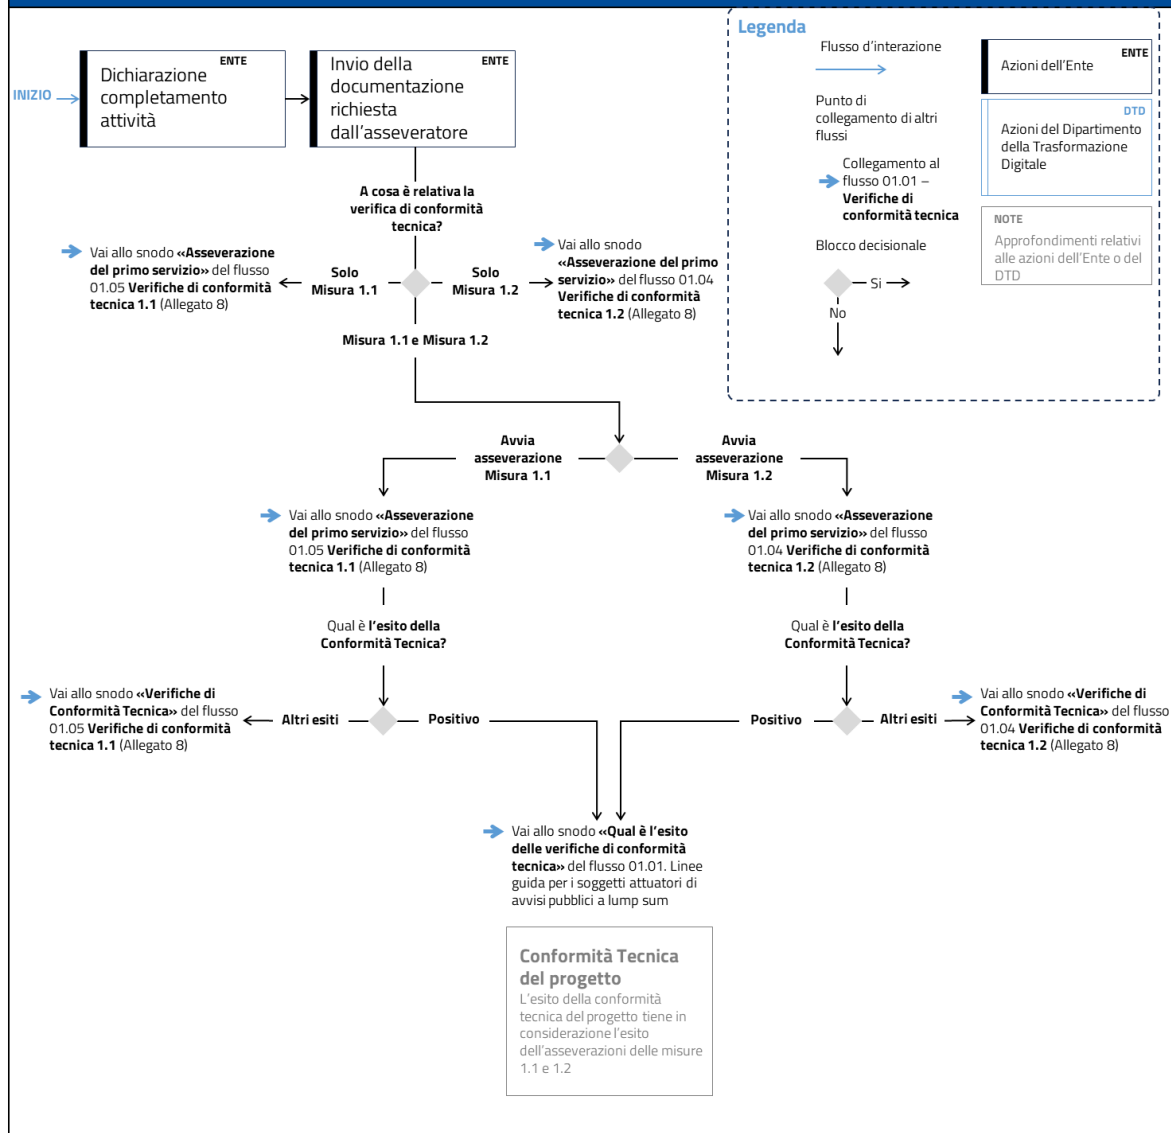 INIZIO
ENTE
Dichiarazione
completamento
attività
ENTE
Invio della
documentazione
richiesta
dall'asseveratore
Legenda
Flusso d'interazione
Punto di
collegamento di altri
flussi
Collegamento al
flusso 01.01 –
Verifiche di
conformità tecnica
Blocco decisionale
Si
No
ENTE
Azioni dell'Ente
DTD
Azioni del Dipartimento
della Trasformazione
Digitale
NOTE
Approfondimenti relativi
alle azioni dell'Ente o del
DTD
A cosa è relativa la
verifica di conformità
tecnica?
Vai allo snodo «Asseverazione
del primo servizio» del flusso
01.05 Verifiche di conformità
tecnica 1.1 (Allegato 8)
Solo
Misura 1.1
Solo
Misura 1.2
Vai allo snodo
«Asseverazione del primo
servizio» del flusso 01.04
Verifiche di conformità
tecnica 1.2 (Allegato 8)
Misura 1.1 e Misura 1.2
Avvia
asseverazione
Misura 1.1
Avvia
asseverazione
Misura 1.2
Vai allo snodo «Asseverazione
del primo servizio» del flusso
01.05 Verifiche di conformità
tecnica 1.1 (Allegato 8)
Vai allo snodo «Asseverazione
del primo servizio» del flusso
01.04 Verifiche di conformità
tecnica 1.2 (Allegato 8)
Qual è l'esito della
Conformità Tecnica?
Qual è l'esito della
Conformità Tecnica?
Vai allo snodo «Verifiche di
Conformità Tecnica» del flusso
01.05 Verifiche di conformità
tecnica 1.1 (Allegato 8)
Altri esiti
Positivo
Positivo
Altri esiti
Vai allo snodo «Verifiche di
Conformità Tecnica» del flusso
01.04 Verifiche di conformità
tecnica 1.2 (Allegato 8)
Vai allo snodo «Qual è l'esito
delle verifiche di conformità
tecnica» del flusso 01.01. Linee
guida per i soggetti attuatori di
avvisi pubblici a lump sum
Conformità Tecnica
del progetto
L'esito della conformità
tecnica del progetto tiene in
considerazione l'esito
dell'asseverazioni delle misure
1.1 e 1.2